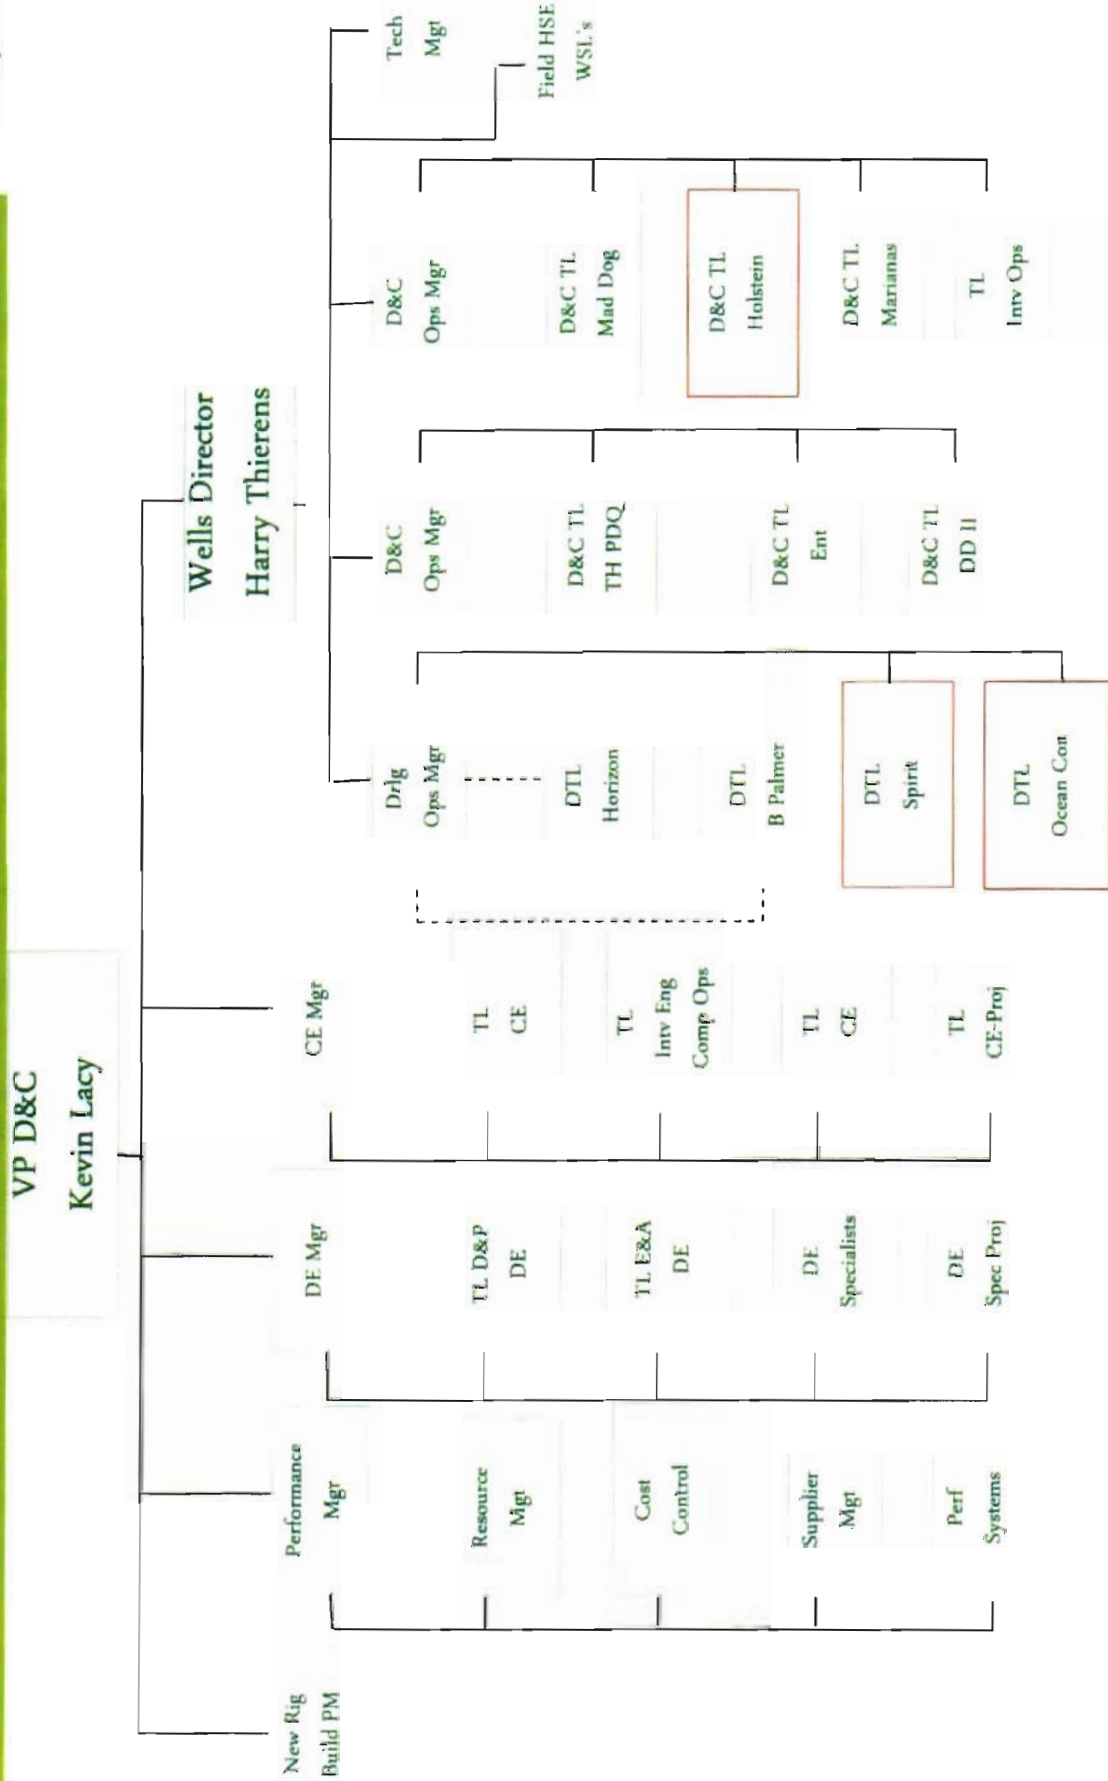 VP D&C
Kevin Lacy
Wells Director
Harry Thierens
New Rig
Build PM
Performance
Mgr
DE Mgr
CE Mgr
Drlg
Ops Mgr
D&C
Ops Mgr
D&C
Ops Mgr
Tech
Mgt
Field HSE
WSL's
Resource
Mgt
Cost
Control
Supplier
Mgt
Perf
Systems
TL D&P
DE
TL E&A
DE
DE
Specialists
DE
Spec Proj
TL
CE
TL
Intv Eng
Comp Ops
TL
CE
TL
CE-Proj
DTL
Horizon
DTL
B Palmer
DTL
Spirit
DTL
Ocean Con
D&C TL
TH PDQ
D&C TL
Ent
D&C TL
DD II
D&C TL
Mad Dog
D&C TL
Holstein
D&C TL
Marianas
TL
Intv Ops